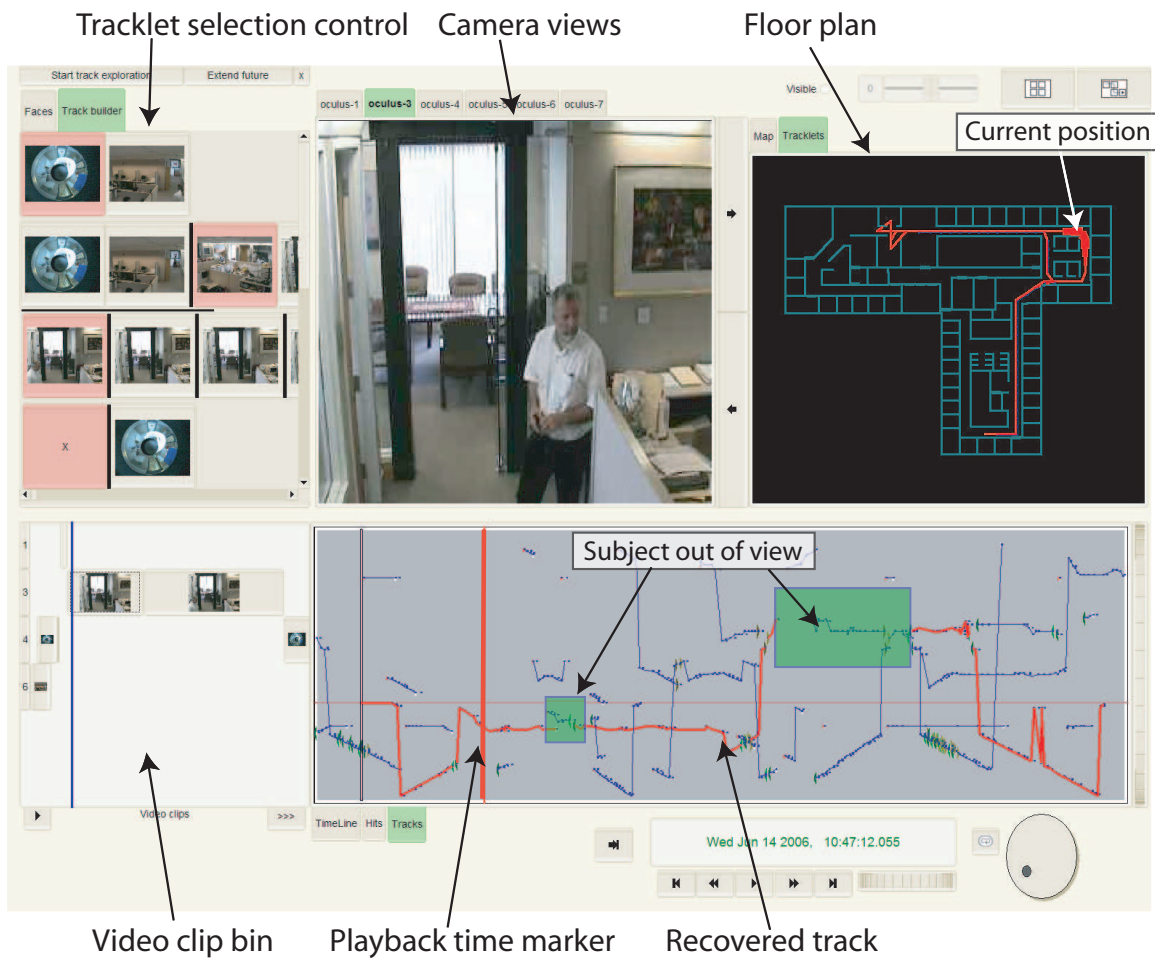 Tracklet selection control
Camera views
Floor plan
Start track exploration
Extend future
x
Visible
0
Faces
Track builder
oculus-1
oculus-3
oculus-4
oculus-5
oculus-6
oculus-7
Map
Tracklets
Current position
X
1
3
4
6
Subject out of view
Video clips
>>>
TimeLine
Hits
Tracks
Wed Jun 14 2006, 10:47:12.055
Video clip bin
Playback time marker
Recovered track